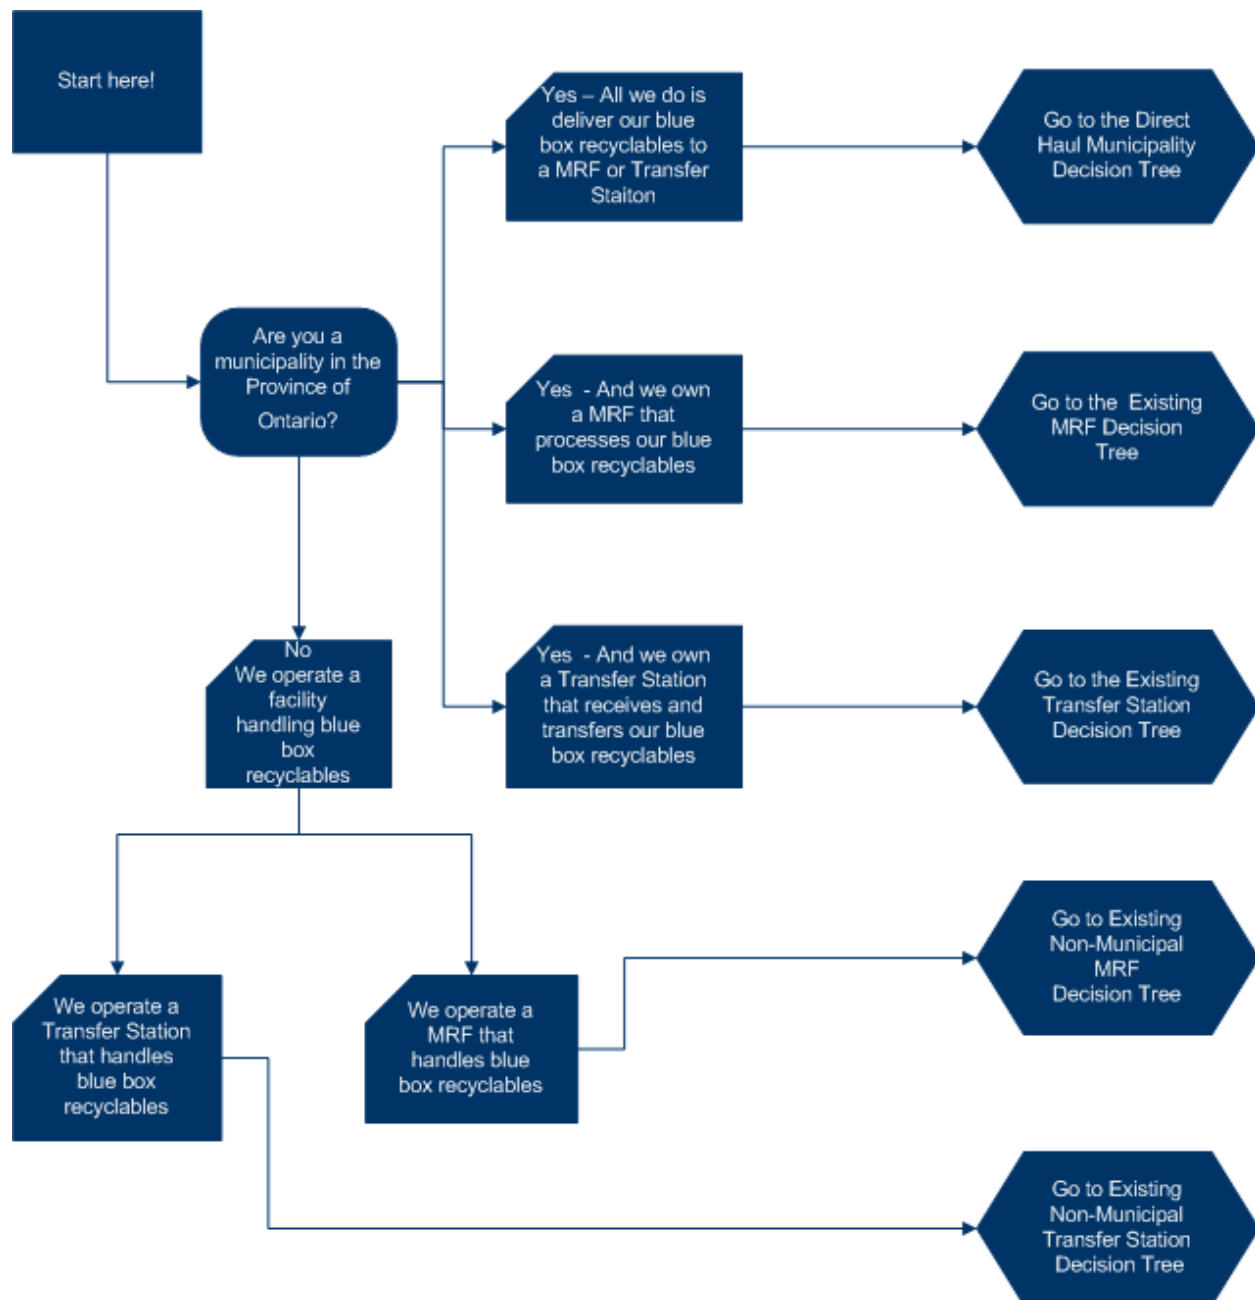 Start here!
Yes – All we do is
deliver our blue
box recyclables to
a MRF or Transfer
Staiton
Go to the Direct
Haul Municipality
Decision Tree
Are you a
municipality in the
Province of
Ontario?
Yes  - And we own
a MRF that
processes our blue
box recyclables
Go to the  Existing
MRF Decision
Tree
No
We operate a
facility
handling blue
box
recyclables
Yes  - And we own
a Transfer Station
that receives and
transfers our blue
box recyclables
Go to the Existing
Transfer Station
Decision Tree
We operate a
Transfer Station
that handles
blue box
recyclables
We operate a
MRF that
handles blue
box recyclables
Go to Existing
Non-Municipal
MRF
Decision Tree
Go to Existing
Non-Municipal
Transfer Station
Decision Tree